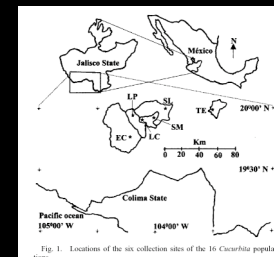 México
N
Jalisco State
LP
SL
TE
20°00' N
SM
EC
LC
Km
0 20 40 60 80
19°30' N
Colima State
Pacific ocean
105°00' W
104°00' W
Fig. 1. Locations of the six collection sites of the 16 Cucurbita popula-
tions